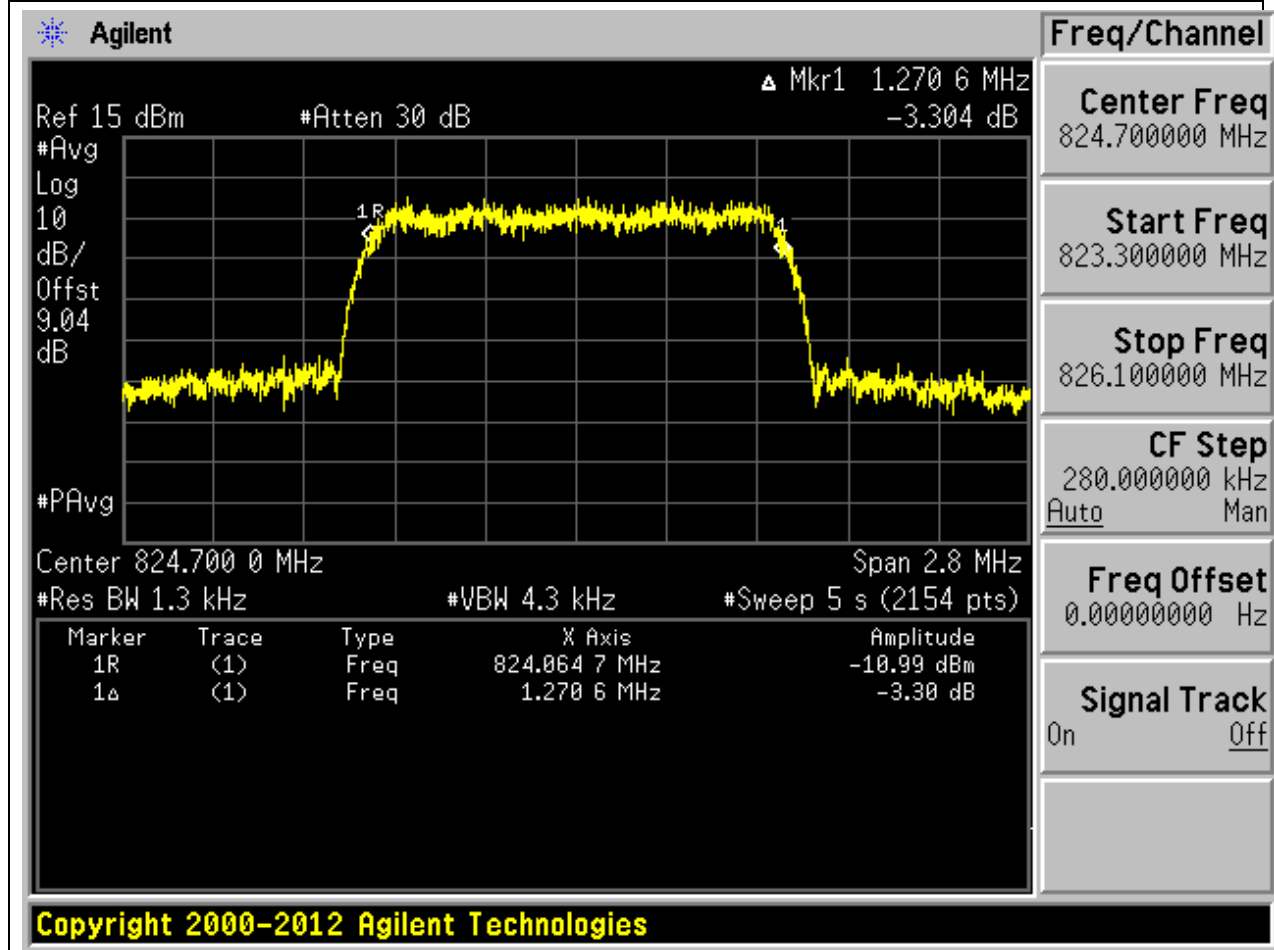 Agilent
Freq/Channel
▵ Mkr1 1.270 6 MHz
Ref 15 dBm #Atten 30 dB -3.304 dB
#Avg
Log
10
dB/
Offst
9.04
dB
1R
1
#PAvg
Center 824.700 0 MHz Span 2.8 MHz
#Res BW 1.3 kHz #VBW 4.3 kHz #Sweep 5 s (2154 pts)
Marker Trace Type X Axis Amplitude
1R (1) Freq 824.064 7 MHz -10.99 dBm
1▵ (1) Freq 1.270 6 MHz -3.30 dB
Center Freq
824.700000 MHz
Start Freq
823.300000 MHz
Stop Freq
826.100000 MHz
CF Step
280.000000 kHz
Auto Man
Freq Offset
0.00000000 Hz
Signal Track
On Off
Copyright 2000-2012 Agilent Technologies